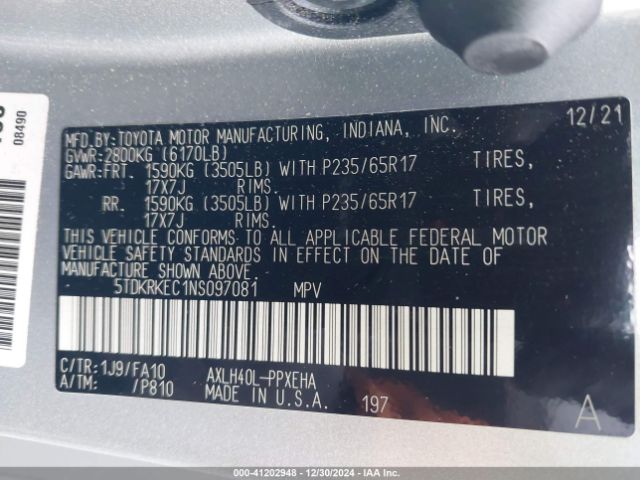 08490
MFD.BY:TOYOTA MOTOR MANUFACTURING, INDIANA, INC. 12/21
GVWR:2800KG (6170LB)
GAWR:FRT. 1590KG (3505LB) WITH P235/65R17 TIRES,
17X7J RIMS.
RR. 1590KG (3505LB) WITH P235/65R17 TIRES,
17X7J RIMS.
THIS VEHICLE CONFORMS TO ALL APPLICABLE FEDERAL MOTOR
VEHICLE SAFETY STANDARDS IN EFFECT ON THE DATE OF
MANUFACTURE SHOWN ABOVE.
5TDKRKEC1NS097081 MPV
C/TR:1J9/FA10 AXLH40L-PPXEHA
A/TM: /P810 MADE IN U.S.A. 197 A
000-41202948 - 12/30/2024 - IAA Inc.